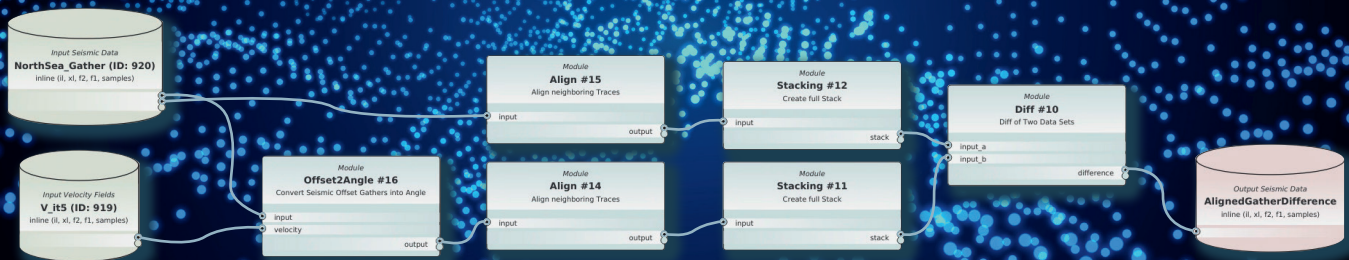 Input Seismic Data
NorthSea_Gather (ID: 920)
inline (il, xl, f2, f1, samples)
Input Velocity Fields
V_it5 (ID: 919)
inline (il, xl, f2, f1, samples)
Module
Offset2Angle #16
Convert Seismic Offset Gathers into Angle
input
velocity
output
Module
Align #15
Align neighboring Traces
input
output
Module
Align #14
Align neighboring Traces
input
output
Module
Stacking #12
Create full Stack
input
stack
Module
Stacking #11
Create full Stack
input
stack
Module
Diff #10
Diff of Two Data Sets
input_a
input_b
difference
Output Seismic Data
AlignedGatherDifference
inline (il, xl, f2, f1, samples)